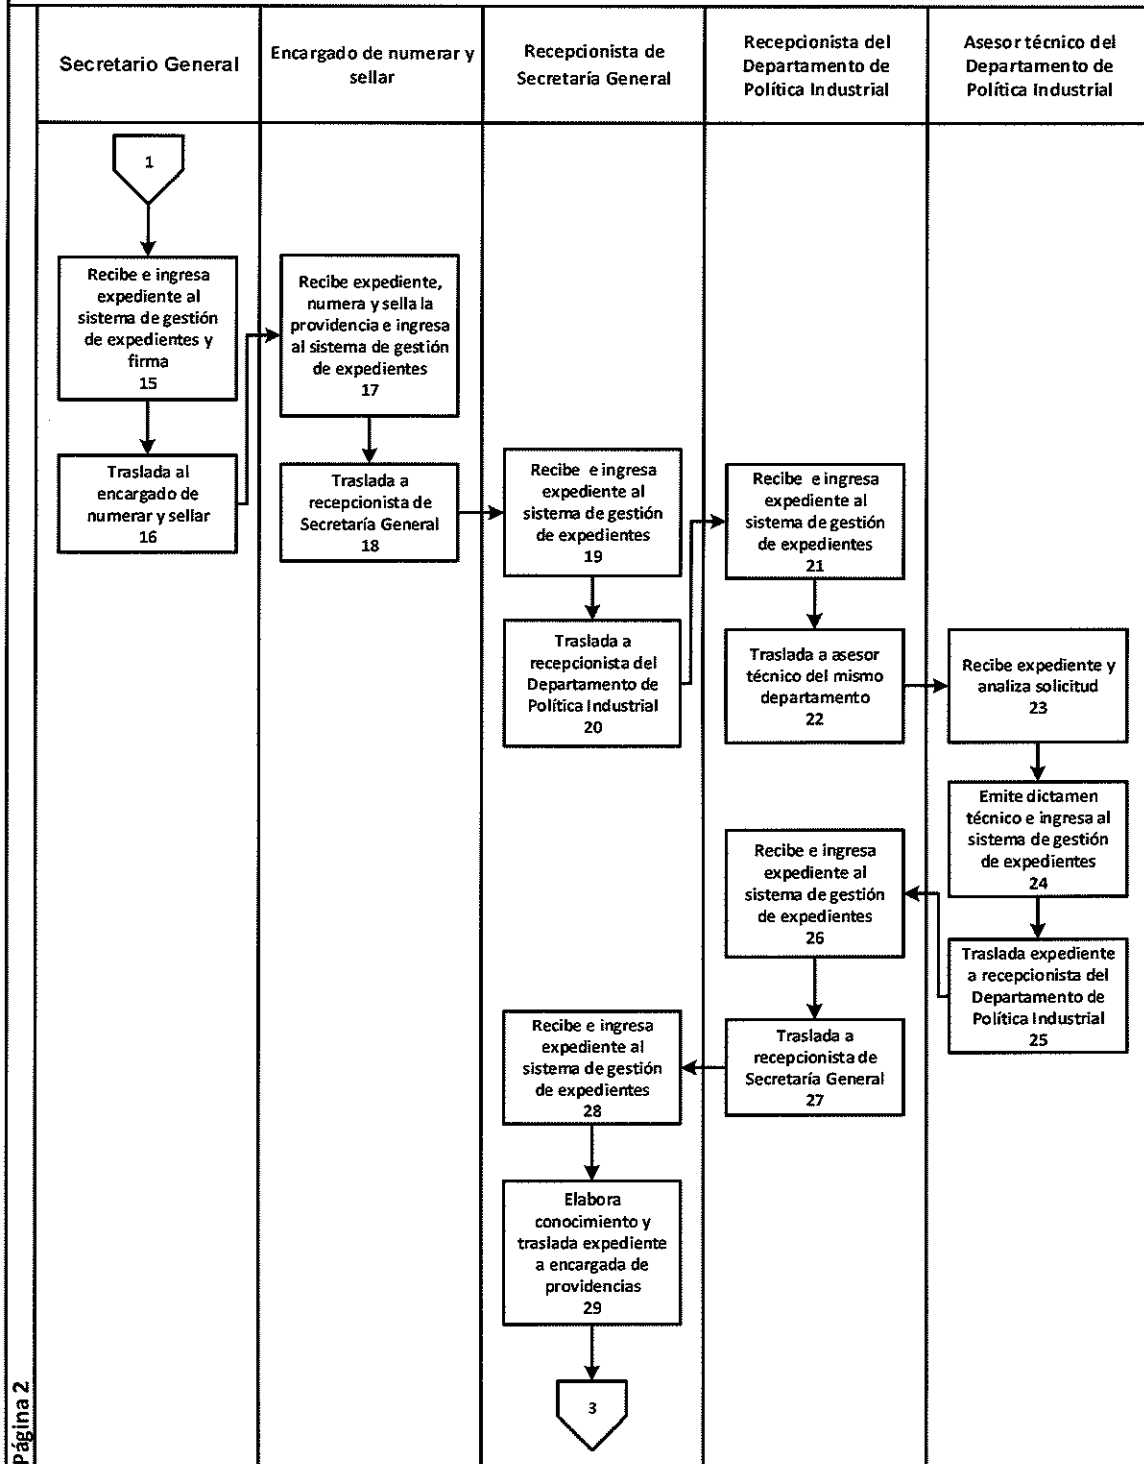 Secretario General
Encargado de numerar y
sellar
Recepcionista de
Secretaría General
Recepcionista del
Departamento de
Política Industrial
Asesor técnico del
Departamento de
Política Industrial
1
Recibe e ingresa
expediente al
sistema de gestión
de expedientes y
firma
15
Traslada al
encargado de
numerar y sellar
16
Recibe expediente,
numera y sella la
providencia e ingresa
al sistema de gestión
de expedientes
17
Traslada a
recepcionista de
Secretaría General
18
Recibe e ingresa
expediente al
sistema de gestión
de expedientes
19
Traslada a
recepcionista del
Departamento de
Política Industrial
20
Recibe e ingresa
expediente al
sistema de gestión
de expedientes
21
Traslada a asesor
técnico del mismo
departamento
22
Recibe expediente y
analiza solicitud
23
Emite dictamen
técnico e ingresa al
sistema de gestión
de expedientes
24
Traslada expediente
a recepcionista del
Departamento de
Política Industrial
25
Recibe e ingresa
expediente al
sistema de gestión
de expedientes
26
Traslada a
recepcionista de
Secretaría General
27
Recibe e ingresa
expediente al
sistema de gestión
de expedientes
28
Elabora
conocimiento y
traslada expediente
a encargada de
providencias
29
3
Página 2